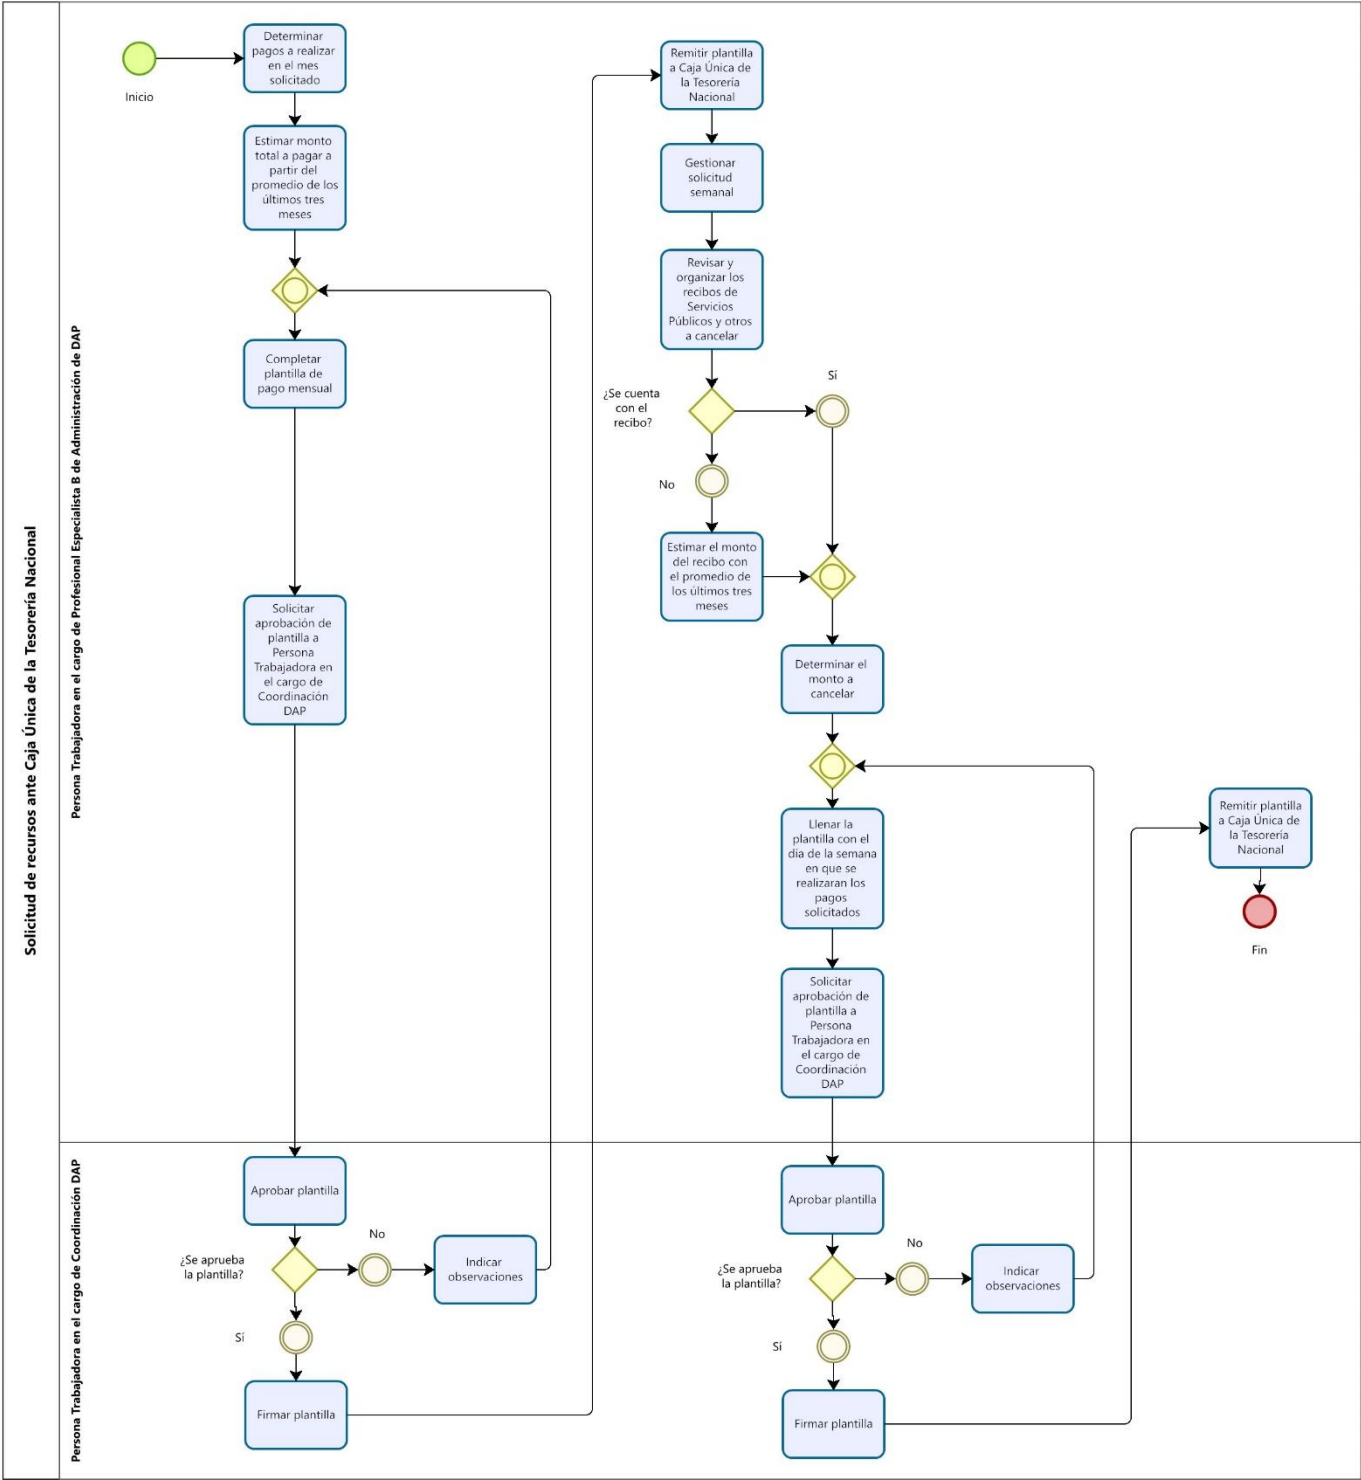 Solicitud de recursos ante Caja Única de la Tesorería Nacional
Persona Trabajadora en el cargo de Profesional Especialista B de Administración de DAP
Inicio
Determinar
pagos a realizar
en el mes
solicitado
Estimar monto
total a pagar a
partir del
promedio de los
últimos tres
meses
Completar
plantilla de
pago mensual
Solicitar
aprobación de
plantilla a
Persona
Trabajadora en
el cargo de
Coordinación
DAP
Remitir plantilla
a Caja Única de
la Tesorería
Nacional
Gestionar
solicitud
semanal
Revisar y
organizar los
recibos de
Servicios
Públicos y otros
a cancelar
¿Se cuenta
con el
recibo?
Sí
No
Estimar el monto
del recibo con
el promedio de
los últimos tres
meses
Determinar el
monto a
cancelar
Llenar la
plantilla con el
día de la semana
en que se
realizaran los
pagos
solicitados
Solicitar
aprobación de
plantilla a
Persona
Trabajadora en
el cargo de
Coordinación
DAP
Remitir plantilla
a Caja Única de
la Tesorería
Nacional
Fin
Persona Trabajadora en el cargo de Coordinación DAP
Aprobar plantilla
¿Se aprueba
la plantilla?
No
Indicar
observaciones
Sí
Firmar plantilla
Aprobar plantilla
¿Se aprueba
la plantilla?
No
Indicar
observaciones
Sí
Firmar plantilla